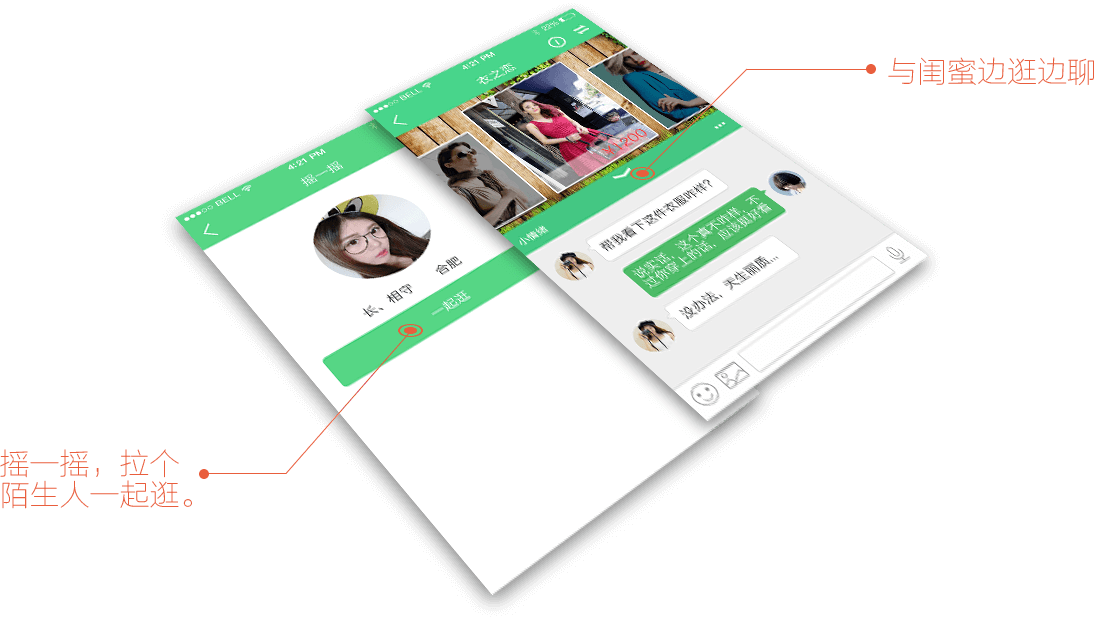 ●●●○○ BELL
4:21 PM
22%
衣之恋
¥1200
与闺蜜边逛边聊
小情绪
帮我看下这件衣服咋样?
说实话,这个真不咋样,不
过你穿上的话,应该挺好看
没办法,天生丽质...
●●●○○ BELL
4:21 PM
摇一摇
长、相守
合肥
一起逛
摇一摇,拉个
陌生人一起逛。